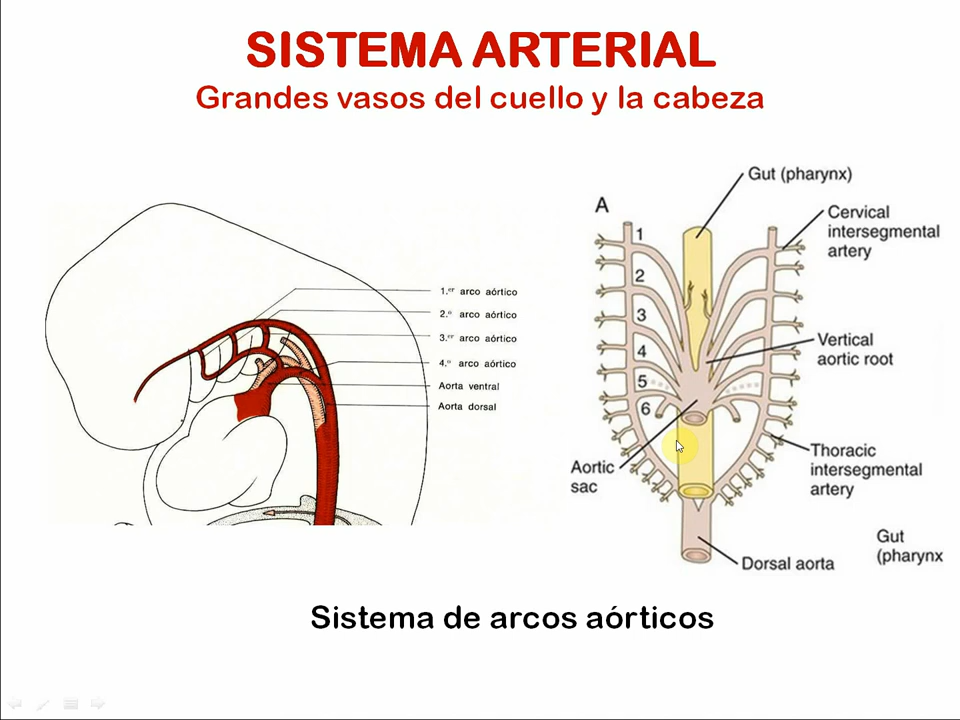 SISTEMA ARTERIAL
Grandes vasos del cuello y la cabeza
1.er arco aórtico
2.o arco aórtico
3.er arco aórtico
4.o arco aórtico
Aorta ventral
Aorta dorsal
A
Gut (pharynx)
Cervical
intersegmental
artery
1
2
3
4
5
6
Vertical
aortic root
Aortic
sac
Thoracic
intersegmental
artery
Gut
(pharynx
Dorsal aorta
Sistema de arcos aórticos